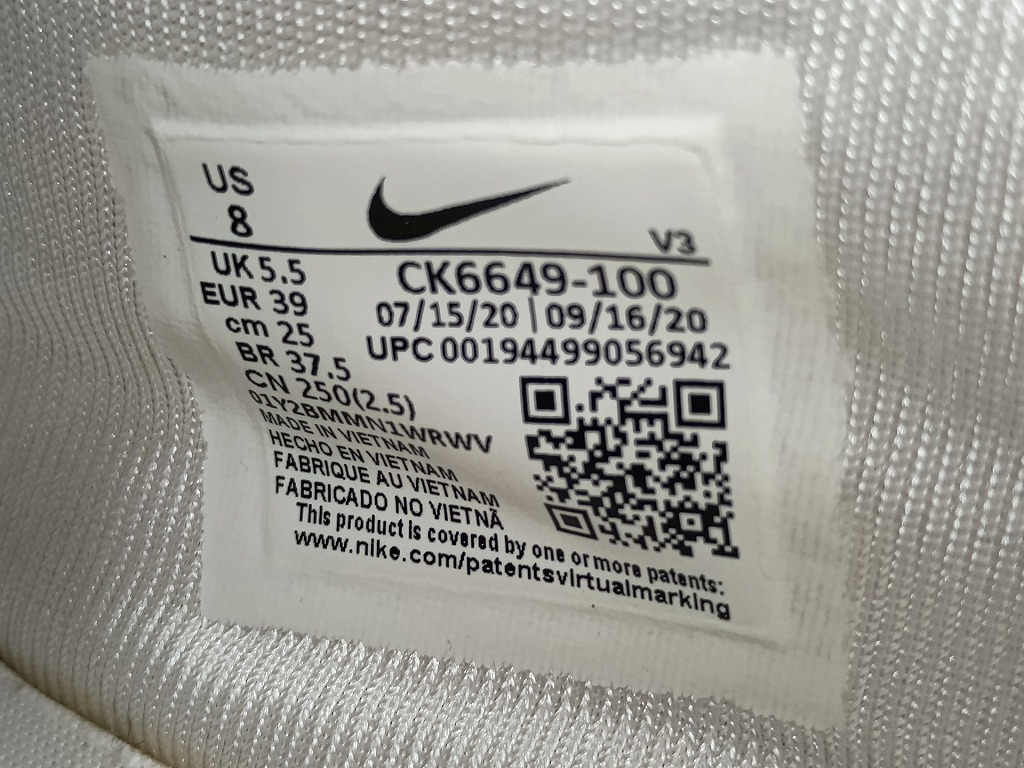 US
8
V3
UK 5.5
CK6649-100
EUR 39
07/15/20 | 09/16/20
cm 25
UPC 00194499056942
BR 37.5
CN 250(2.5)
01Y2BMMN1WRWV
MADE IN VIETNAM
HECHO EN VIETNAM
FABRIQUE AU VIETNAM
FABRICADO NO VIETNÃ
This product is covered by one or more patents:
www.nike.com/patentsvirtualmarking